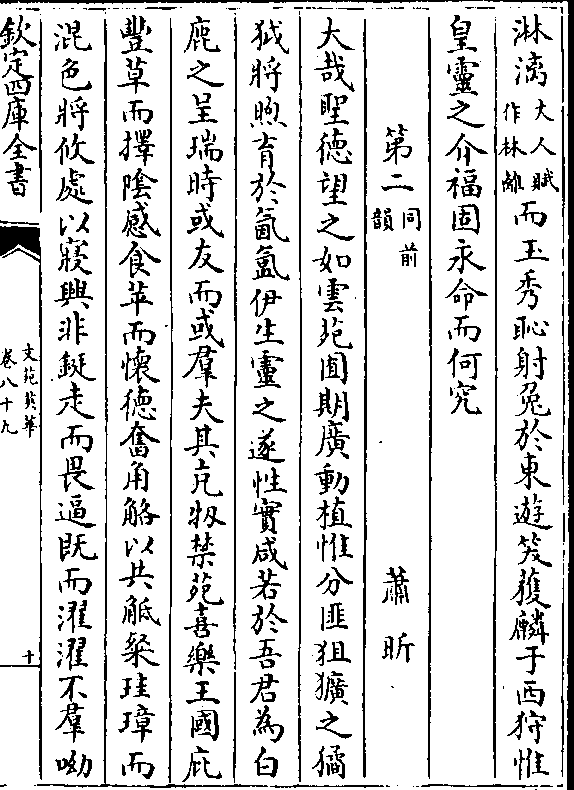 淋漓大人賦作林離而玉秀恥射兔於東遊笑獲麟于西狩惟
皇靈之介福固永命而何究
第二同前韻　蕭昕
大哉聖德望之如雲苑囿期廣動植惟分匪狙獷之獝
狘將煦育於氤氳伊生靈之遂性實咸若於吾君為白
鹿之呈瑞時或友而或羣夫其充牣禁苑喜樂王國庇
豐草而擇陰感食苹而懷德奮角觡以共觝粲珪璋而
混色將攸處以寢興非鋌走而畏逼既而濯濯不羣呦
欽定四庫全書
文苑英華
卷八十九
十